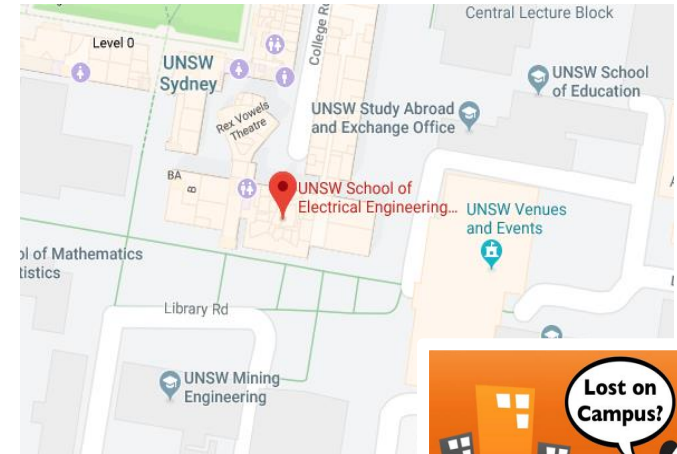 Central Lecture Block
College R
Level 0
UNSW
Sydney
UNSW School
of Education
UNSW Study Abroad
and Exchange Office
Rex Vowels
Theatre
BA
B
UNSW School of
Electrical Engineering...
UNSW Venues
and Events
ol of Mathematics
tistics
Library Rd
UNSW Mining
Engineering
Lost on
Campus?